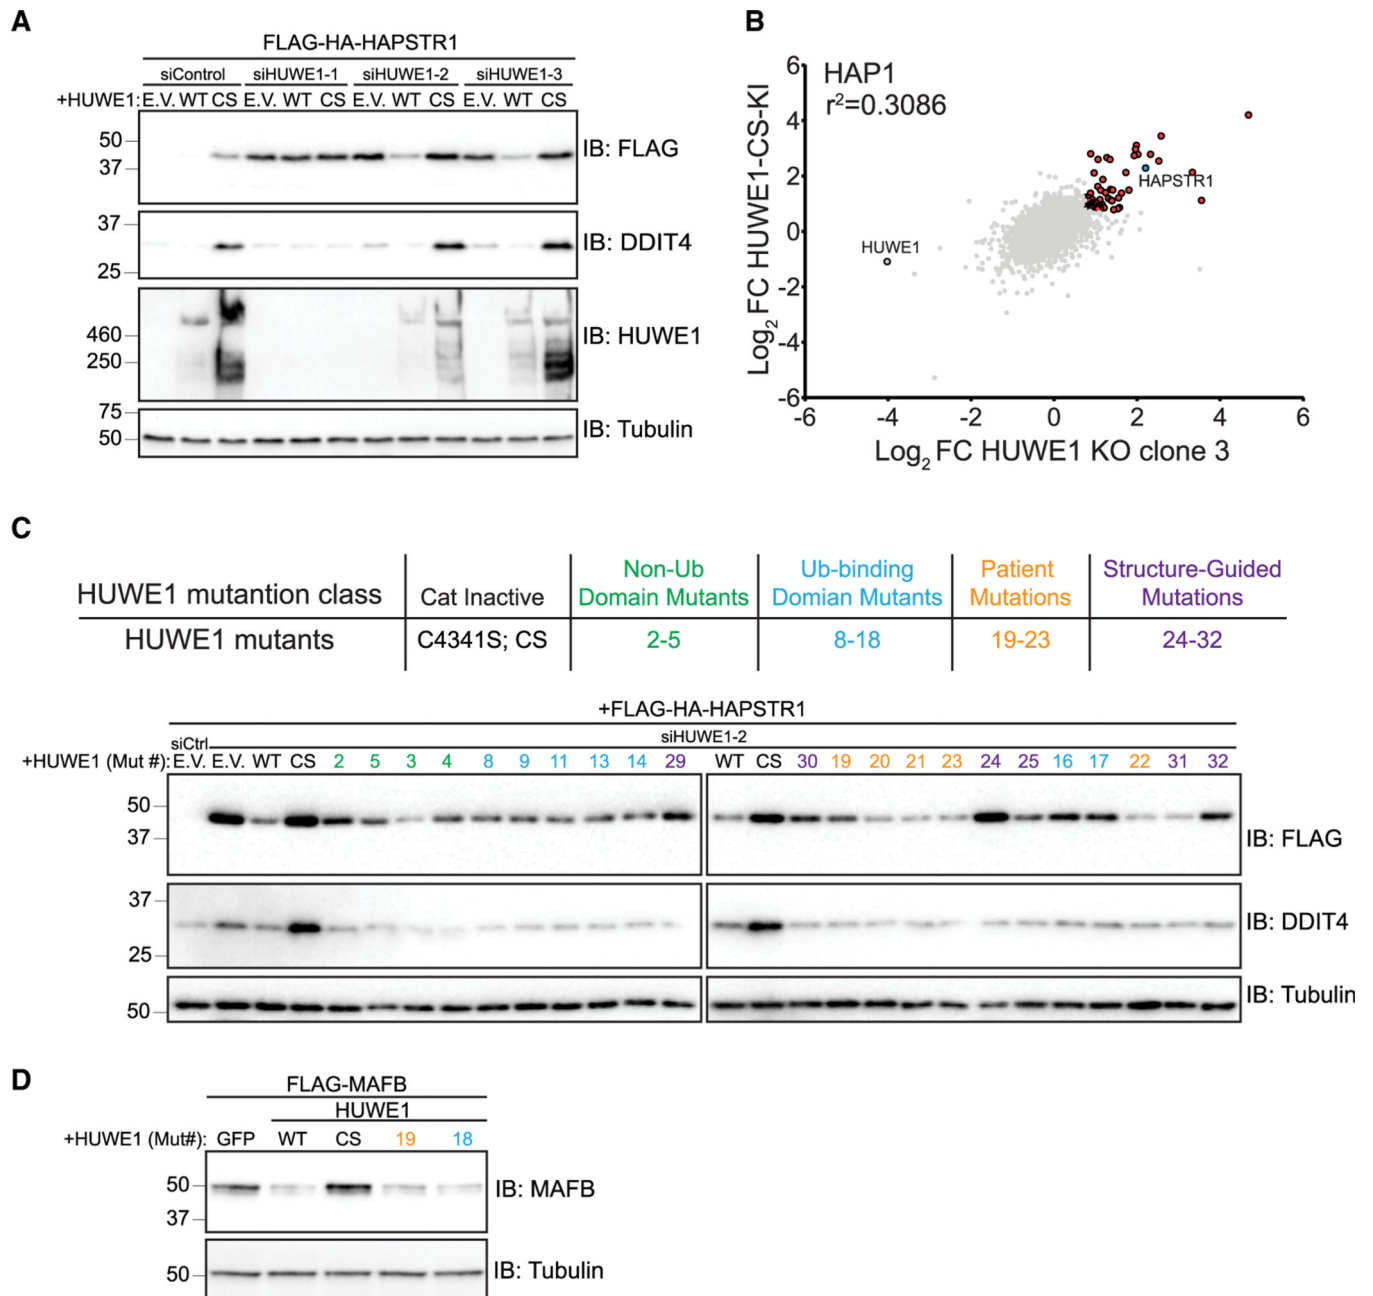 A
FLAG-HA-HAPSTR1
siControl siHUWE1-1 siHUWE1-2 siHUWE1-3
+HUWE1: E.V. WT CS E.V. WT CS E.V. WT CS E.V. WT CS
50
37
IB: FLAG
37
25
IB: DDIT4
460
250
IB: HUWE1
75
50
IB: Tubulin
B
HAP1
r2=0.3086
Log2 FC HUWE1-CS-KI
6
4
2
0
-2
-4
-6
HAPSTR1
HUWE1
-6 -4 -2 0 2 4 6
Log2 FC HUWE1 KO clone 3
C
HUWE1 mutantion class
Cat Inactive
Non-Ub
Domain Mutants
Ub-binding
Domian Mutants
Patient
Mutations
Structure-Guided
Mutations
HUWE1 mutants C4341S; CS 2-5 8-18 19-23 24-32
+FLAG-HA-HAPSTR1
siCtrl siHUWE1-2
+HUWE1 (Mut #): E.V. E.V. WT CS 2 5 3 4 8 9 11 13 14 29 WT CS 30 19 20 21 23 24 25 16 17 22 31 32
50
37
IB: FLAG
37
25
IB: DDIT4
50
IB: Tubulin
D
FLAG-MAFB
HUWE1
+HUWE1 (Mut#): GFP WT CS 19 18
50
37
IB: MAFB
50
IB: Tubulin